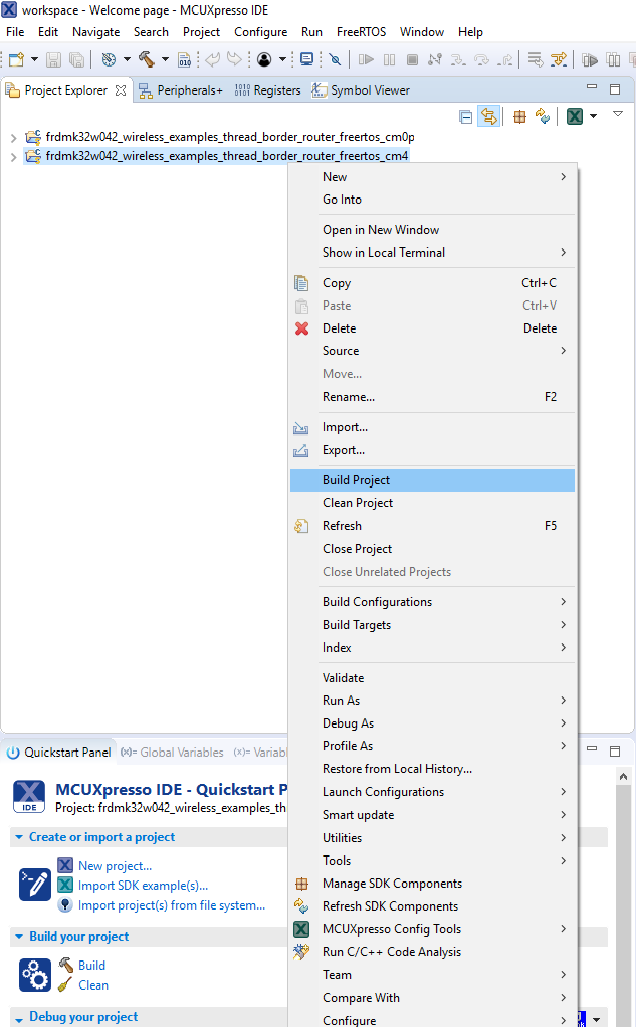 workspace - Welcome page - MCUXpresso IDE
File Edit Navigate Search Project Configure Run FreeRTOS Window Help
Project Explorer Peripherals+ Registers Symbol Viewer
frdmk32w042_wireless_examples_thread_border_router_freertos_cm0p
frdmk32w042_wireless_examples_thread_border_router_freertos_cm4
New
Go Into
Open in New Window
Show in Local Terminal
Copy Ctrl+C
Paste Ctrl+V
Delete Delete
Source
Move...
Rename... F2
Import...
Export...
Build Project
Clean Project
Refresh F5
Close Project
Close Unrelated Projects
Build Configurations
Build Targets
Index
Validate
Run As
Debug As
Profile As
Restore from Local History...
Launch Configurations
Smart update
Utilities
Tools
Manage SDK Components
Refresh SDK Components
MCUXpresso Config Tools
Run C/C++ Code Analysis
Team
Compare With
Configure
Quickstart Panel (x)= Global Variables (x)= Variabl
IDE
MCUXpresso IDE - Quickstart P
Project: frdmk32w042_wireless_examples_th
Create or import a project
New project...
Import SDK example(s)...
Import project(s) from file system...
Build your project
Build
Clean
Debug your project